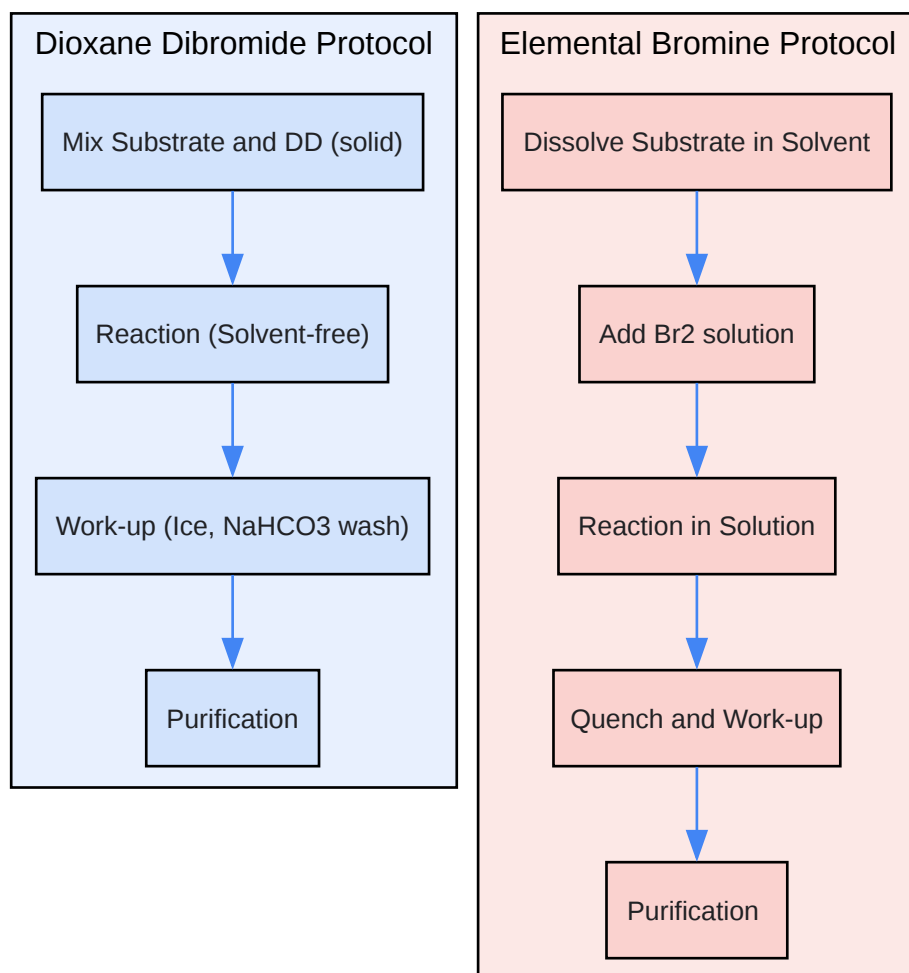 Dioxane Dibromide Protocol
Mix Substrate and DD (solid)
Reaction (Solvent-free)
Work-up (Ice, NaHCO3 wash)
Purification
Elemental Bromine Protocol
Dissolve Substrate in Solvent
Add Br2 solution
Reaction in Solution
Quench and Work-up
Purification